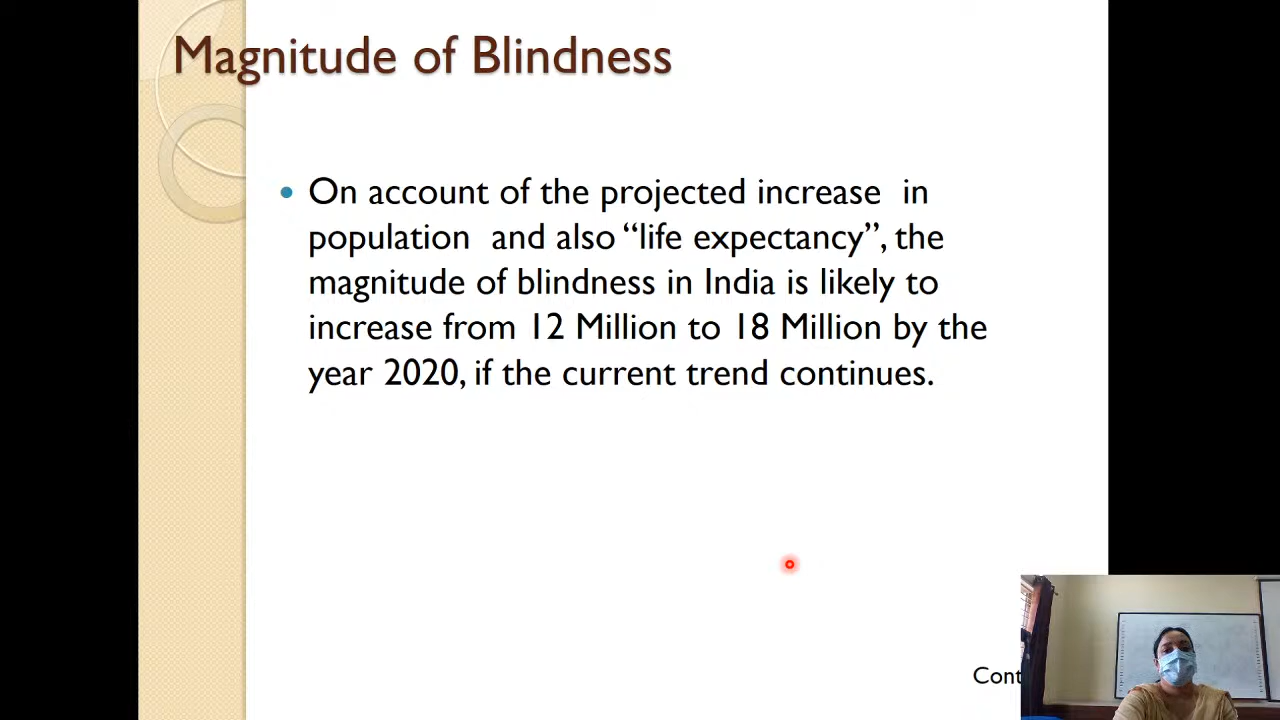 Magnitude of Blindness
• On account of the projected increase in
population and also “life expectancy”, the
magnitude of blindness in India is likely to
increase from 12 Million to 18 Million by the
year 2020, if the current trend continues.
Cont